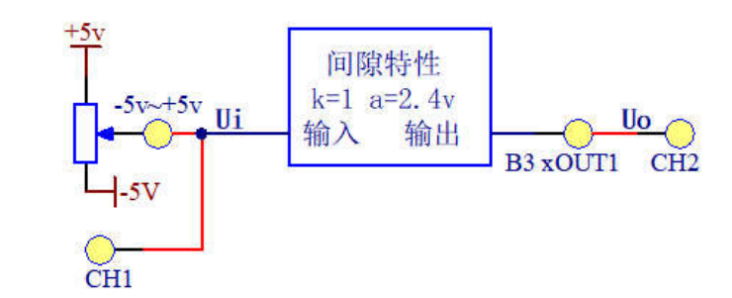 +5v
间隙特性
-5v~+5v
Ui
k=1 a=2.4v
Uo
输入 输出
B3 xOUT1
CH2
-5V
CH1